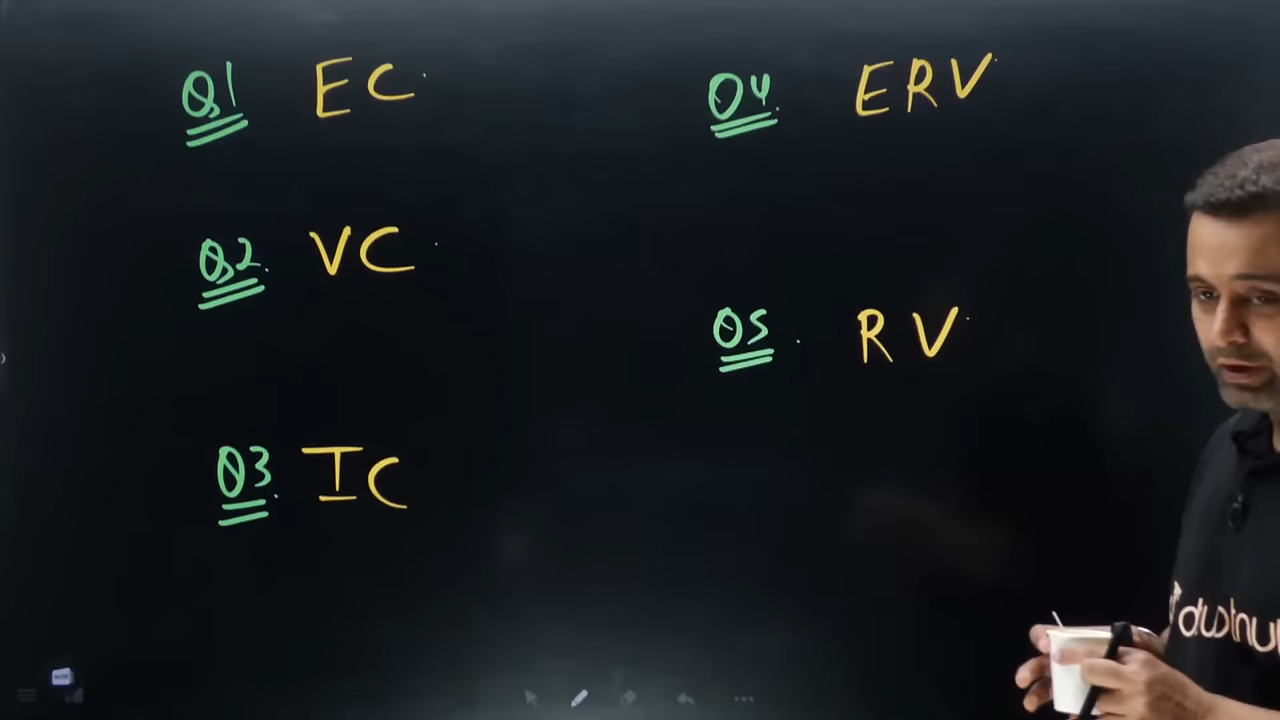 Q1 EC
Q2. VC
Q3. IC
Q4. ERV
Q5. RV